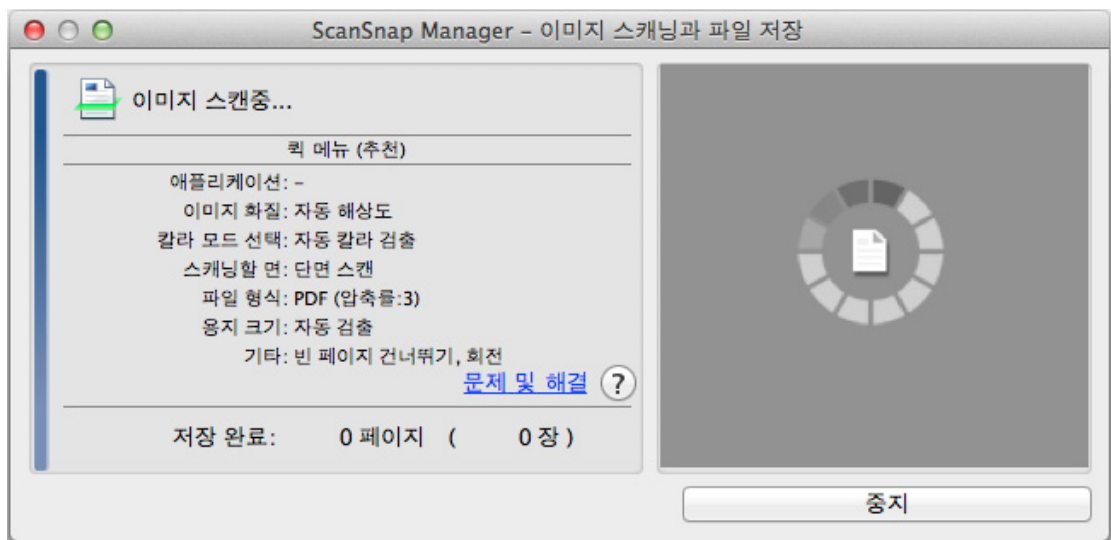 ScanSnap Manager – 이미지 스캐닝과 파일 저장
이미지 스캔중...
퀵 메뉴 (추천)
애플리케이션: –
이미지 화질: 자동 해상도
칼라 모드 선택: 자동 칼라 검출
스캐닝할 면: 단면 스캔
파일 형식: PDF (압축률:3)
용지 크기: 자동 검출
기타: 빈 페이지 건너뛰기, 회전
문제 및 해결 ?
저장 완료: 0 페이지 ( 0 장 )
중지